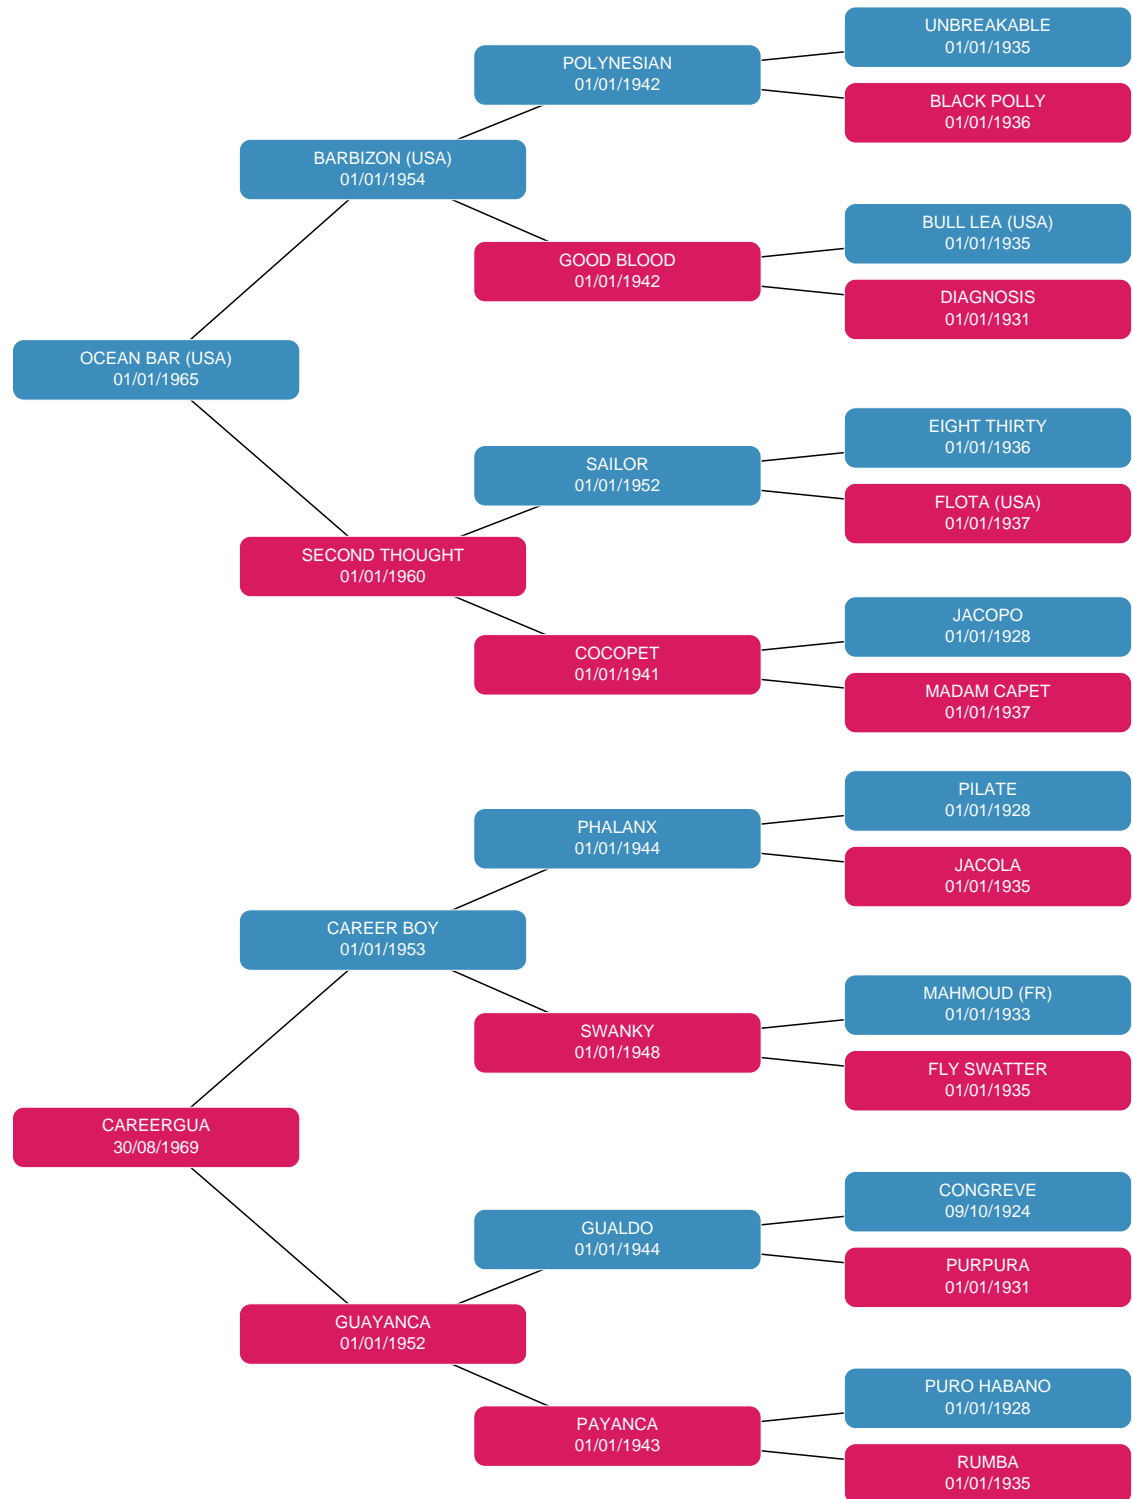 UNBREAKABLE
01/01/1935
POLYNESIAN
01/01/1942
BLACK POLLY
01/01/1936
BARBIZON (USA)
01/01/1954
BULL LEA (USA)
01/01/1935
GOOD BLOOD
01/01/1942
DIAGNOSIS
01/01/1931
OCEAN BAR (USA)
01/01/1965
EIGHT THIRTY
01/01/1936
SAILOR
01/01/1952
FLOTA (USA)
01/01/1937
SECOND THOUGHT
01/01/1960
JACOPO
01/01/1928
COCOPET
01/01/1941
MADAM CAPET
01/01/1937
PILATE
01/01/1928
PHALANX
01/01/1944
JACOLA
01/01/1935
CAREER BOY
01/01/1953
MAHMOUD (FR)
01/01/1933
SWANKY
01/01/1948
FLY SWATTER
01/01/1935
CAREERGUA
30/08/1969
CONGREVE
09/10/1924
GUALDO
01/01/1944
PURPURA
01/01/1931
GUAYANCA
01/01/1952
PURO HABANO
01/01/1928
PAYANCA
01/01/1943
RUMBA
01/01/1935